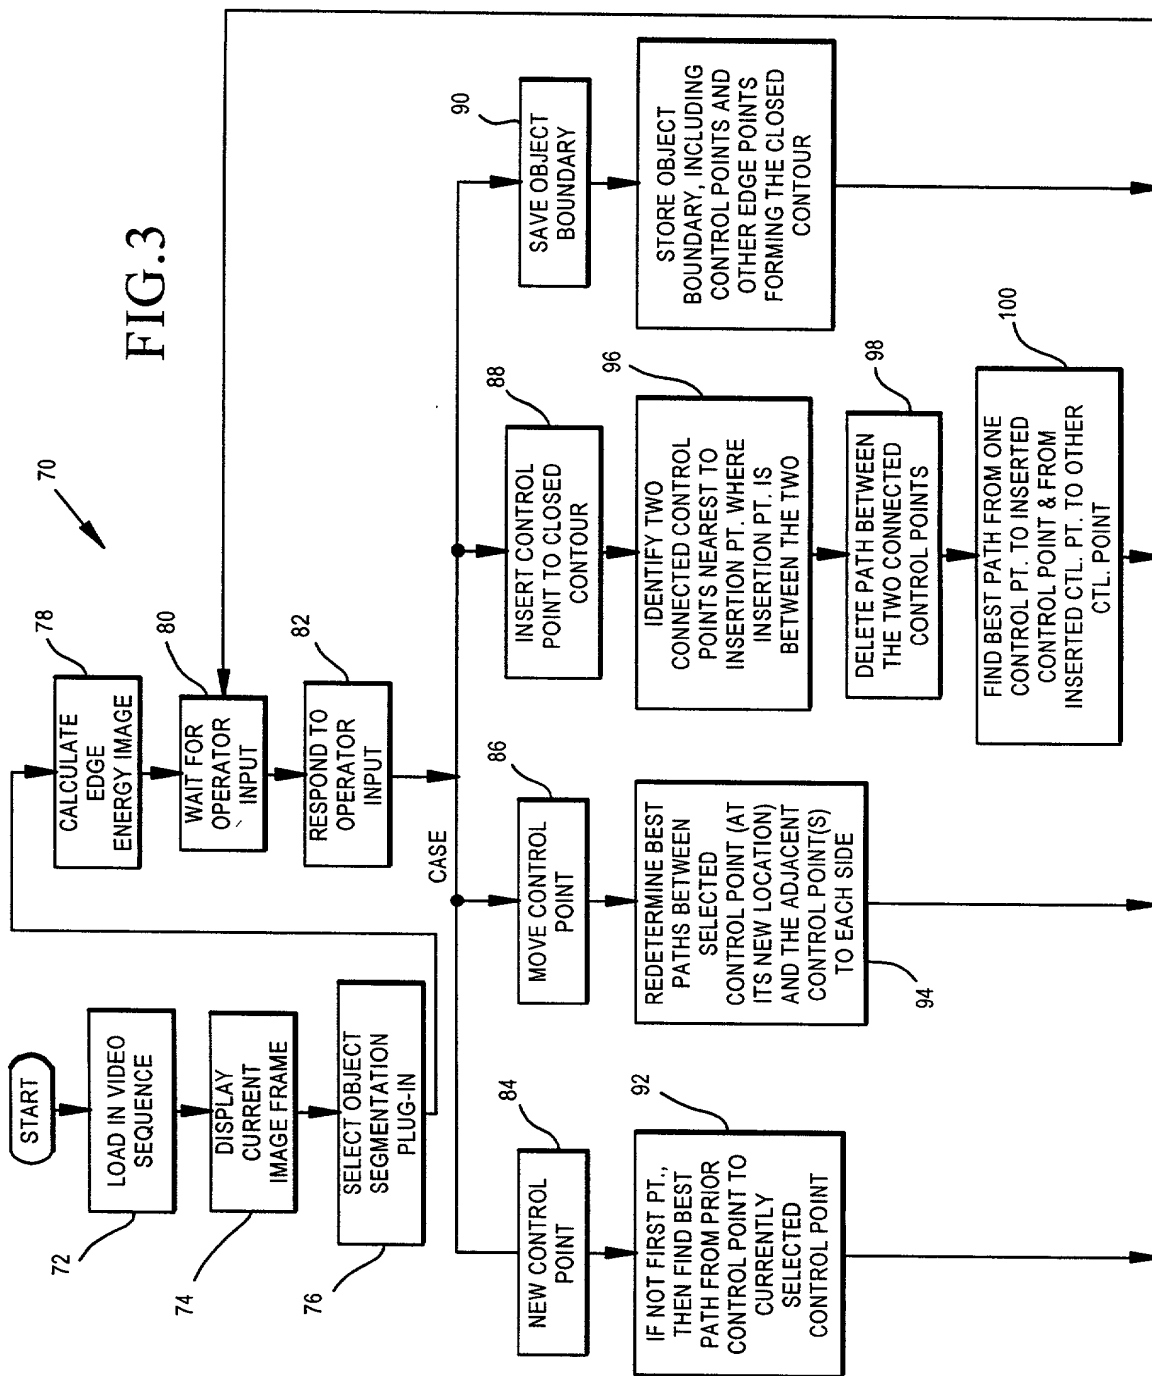 FIG.3
70
START
LOAD IN VIDEO
SEQUENCE
72
DISPLAY
CURRENT
IMAGE FRAME
74
SELECT OBJECT
SEGMENTATION
PLUG-IN
76
CALCULATE
EDGE
ENERGY IMAGE
78
WAIT FOR
OPERATOR
INPUT
80
RESPOND TO
OPERATOR
INPUT
82
CASE
NEW CONTROL
POINT
84
IF NOT FIRST PT.,
THEN FIND BEST
PATH FROM PRIOR
CONTROL POINT TO
CURRENTLY
SELECTED
CONTROL POINT
92
MOVE CONTROL
POINT
86
REDETERMINE BEST
PATHS BETWEEN
SELECTED
CONTROL POINT (AT
ITS NEW LOCATION)
AND THE ADJACENT
CONTROL POINT(S)
TO EACH SIDE
94
INSERT CONTROL
POINT TO CLOSED
CONTOUR
88
IDENTIFY TWO
CONNECTED CONTROL
POINTS NEAREST TO
INSERTION PT. WHERE
INSERTION PT. IS
BETWEEN THE TWO
96
DELETE PATH BETWEEN
THE TWO CONNECTED
CONTROL POINTS
98
FIND BEST PATH FROM ONE
CONTROL PT. TO INSERTED
CONTROL POINT & FROM
INSERTED CTL. PT. TO OTHER
CTL. POINT
100
SAVE OBJECT
BOUNDARY
90
STORE OBJECT
BOUNDARY, INCLUDING
CONTROL POINTS AND
OTHER EDGE POINTS
FORMING THE CLOSED
CONTOUR